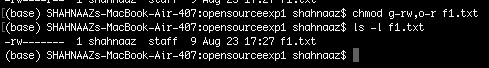 [(base) SHAHNAAZs-MacBook-Air-407:opensourceexp1 shahnaaz$ chmod g-rw,o-r f1.txt
[(base) SHAHNAAZs-MacBook-Air-407:opensourceexp1 shahnaaz$ ls -l f1.txt
-rw------- 1 shahnaaz staff 9 Aug 23 17:27 f1.txt
(base) SHAHNAAZs-MacBook-Air-407:opensourceexp1 shahnaaz$